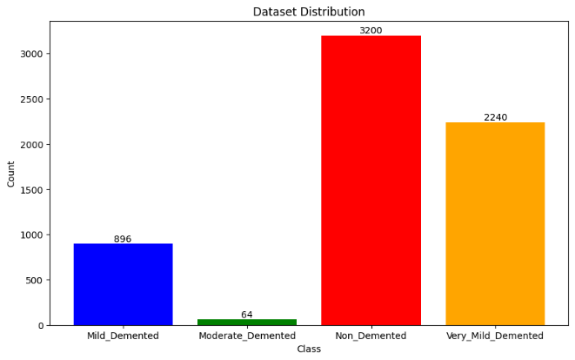 Dataset Distribution
3200
3000
2500
2240
2000
1500
1000
896
500
64
0
Count
Mild_Demented
Moderate_Demented
Non_Demented
Very_Mild_Demented
Class